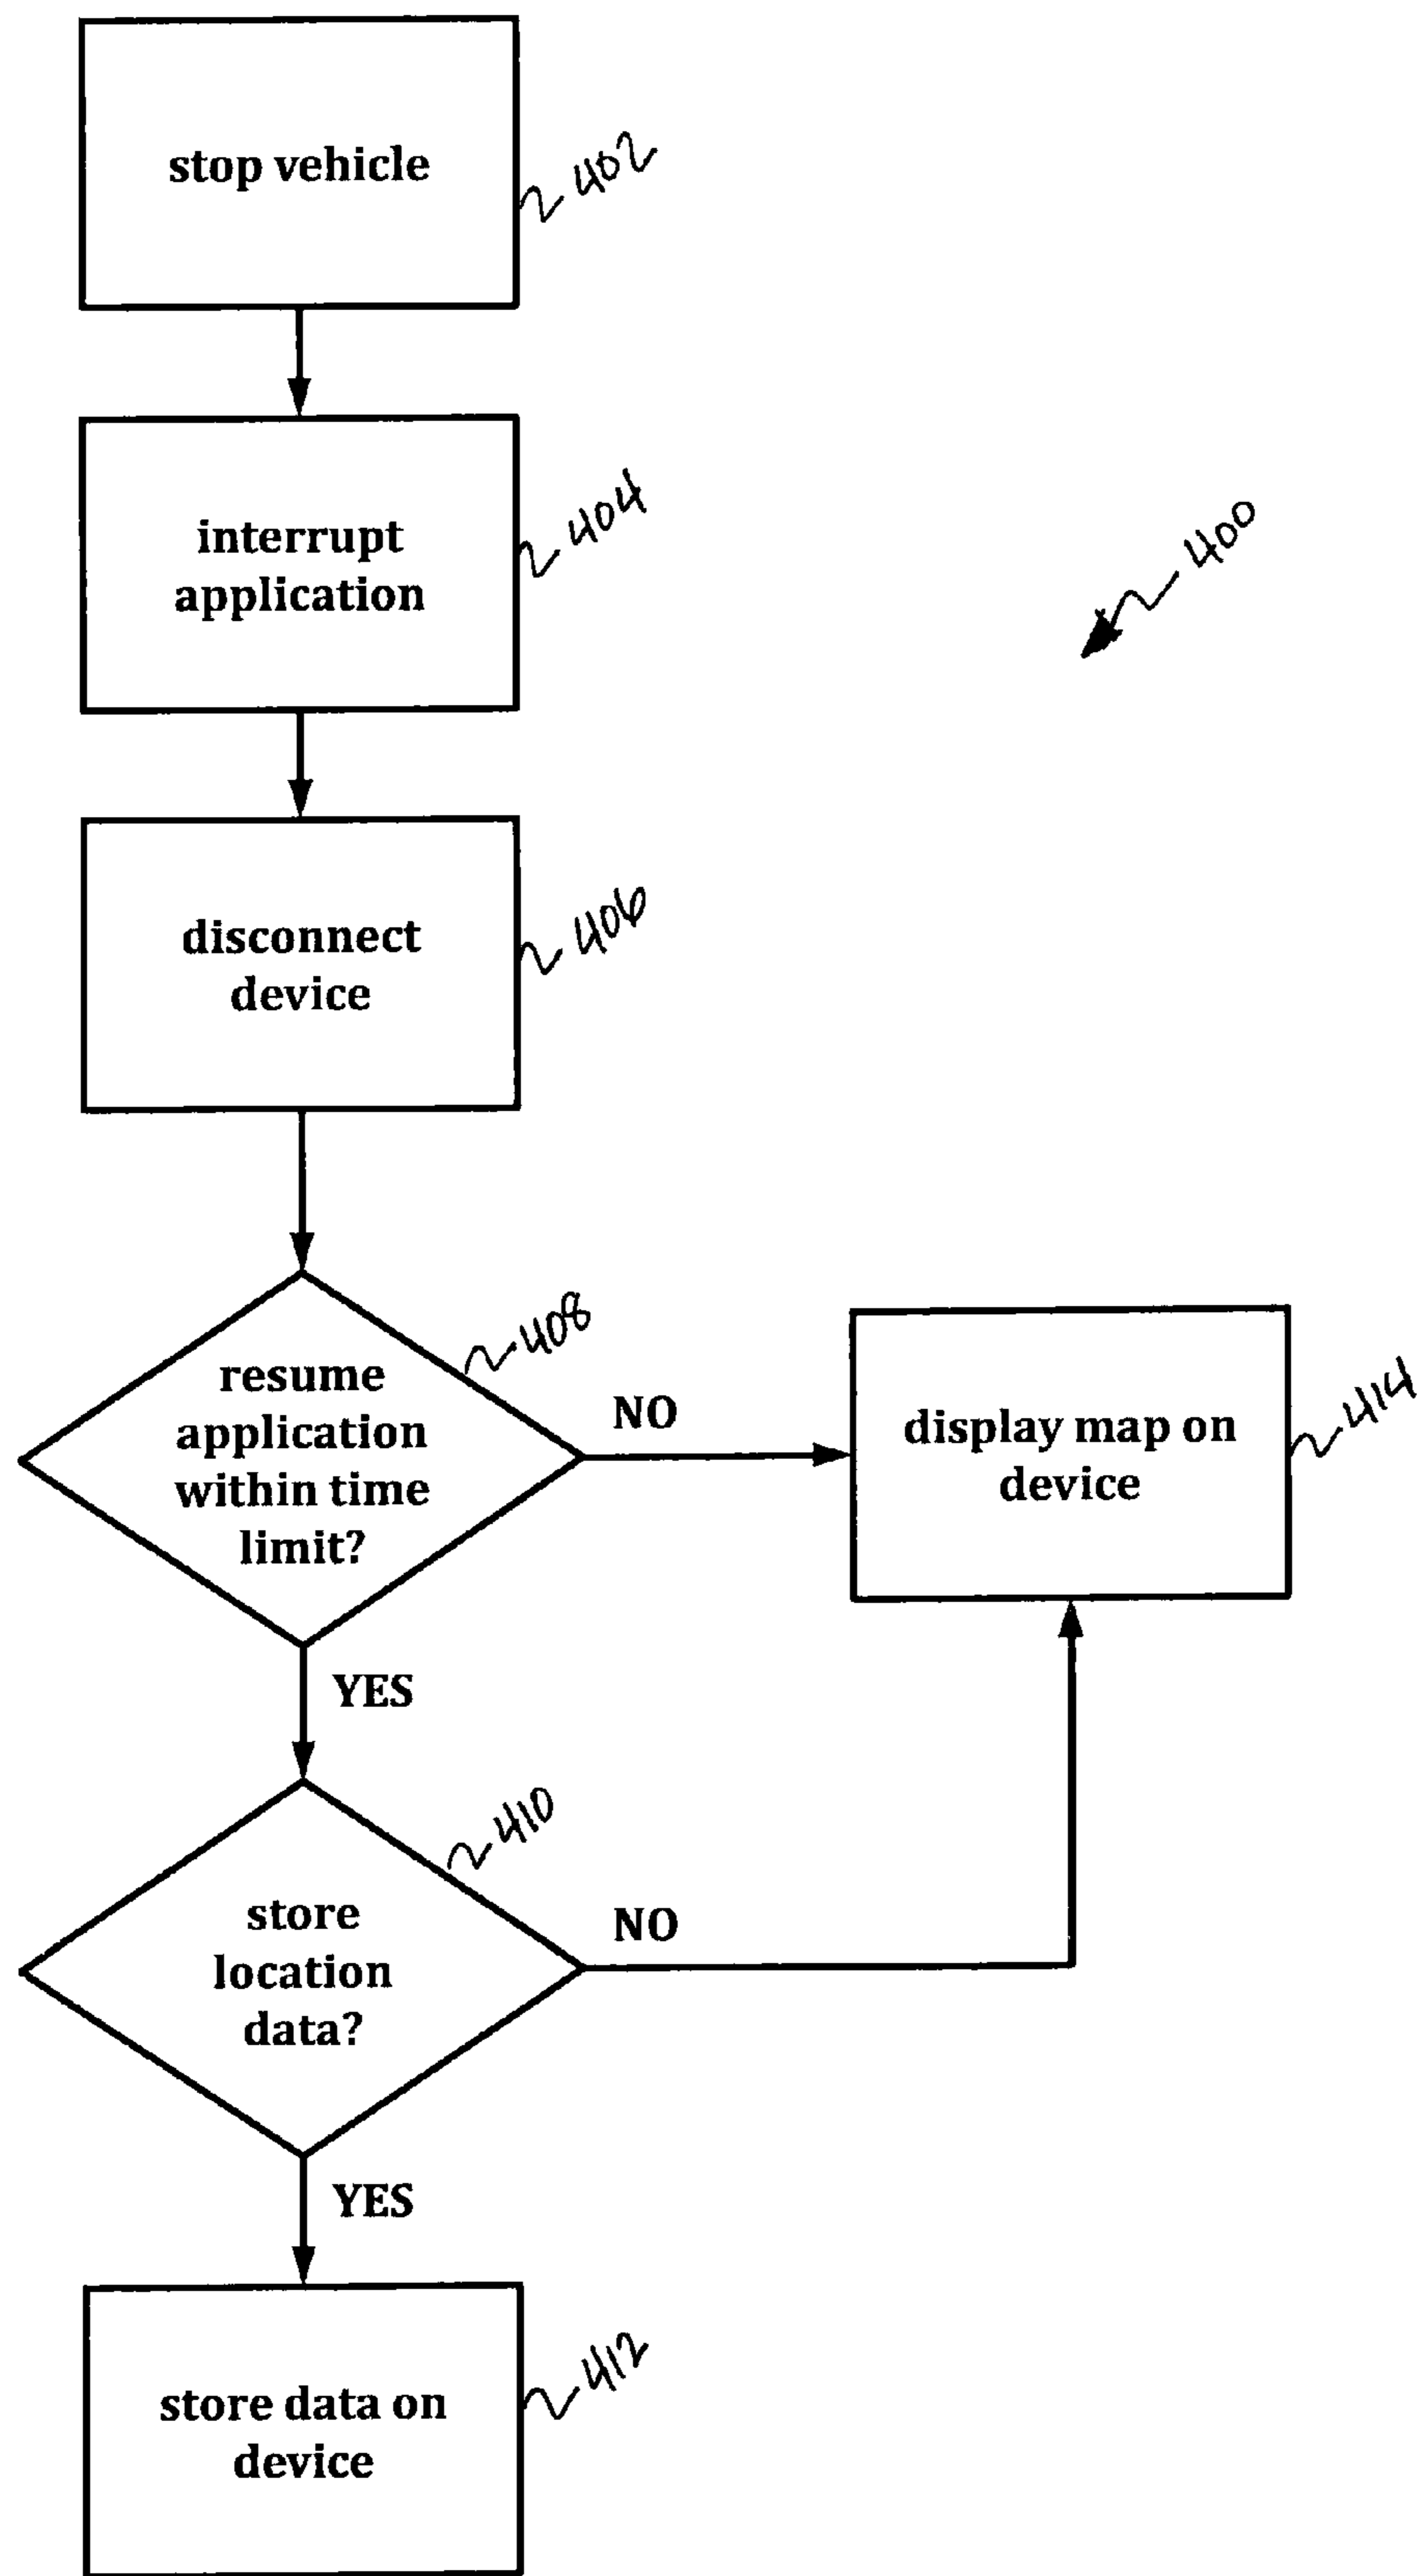 stop vehicle
402
interrupt
application
404
400
disconnect
device
406
resume
application
within time
limit?
408
NO
display map on
device
414
YES
store
location
data?
410
NO
YES
store data on
device
412